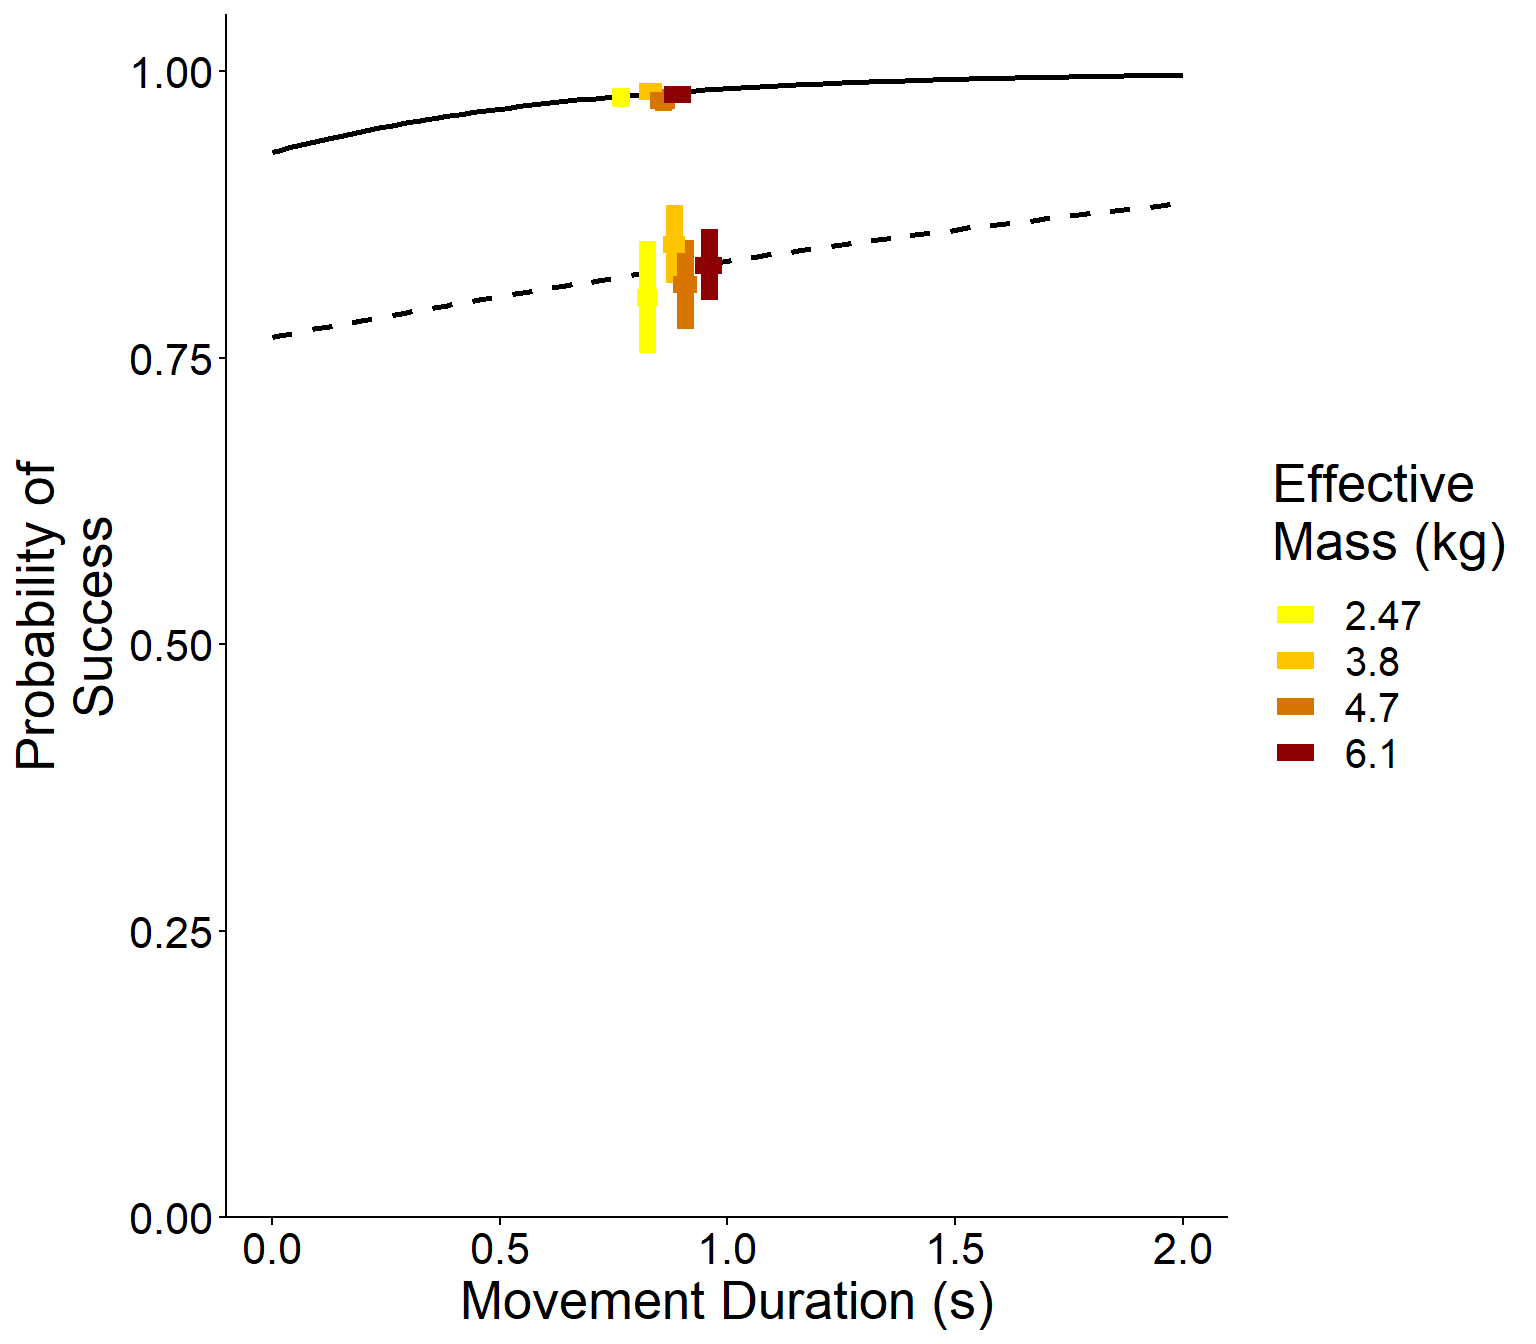 Probability of
Success
1.00
0.75
0.50
0.25
0.00
0.0 0.5 1.0 1.5 2.0
Movement Duration (s)
Effective
Mass (kg)
2.47
3.8
4.7
6.1